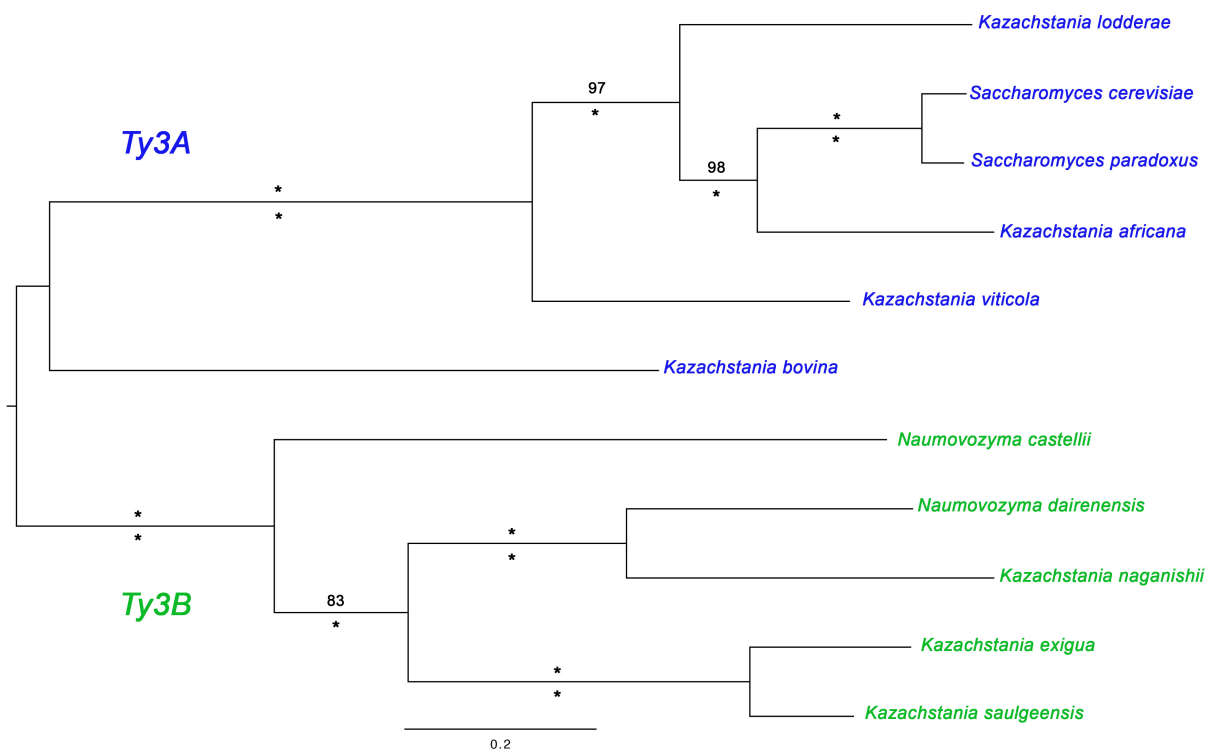 Kazachstania lodderae
97
*
Saccharomyces cerevisiae
*
*
Ty3A
Saccharomyces paradoxus
98
*
*
*
Kazachstania africana
Kazachstania viticola
Kazachstania bovina
Naumovozyma castellii
Naumovozyma dairenensis
*
*
*
*
Kazachstania naganishii
Ty3B
83
*
Kazachstania exigua
*
*
Kazachstania saulgeensis
0.2